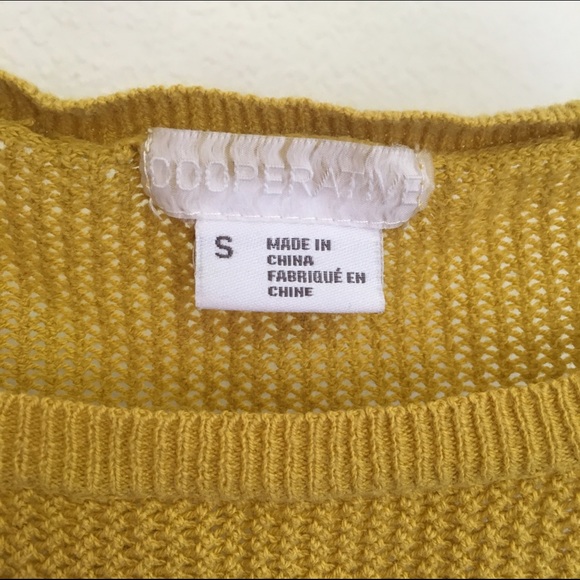 COOPERATIVE
S
MADE IN
CHINA
FABRIQUÉ EN
CHINE